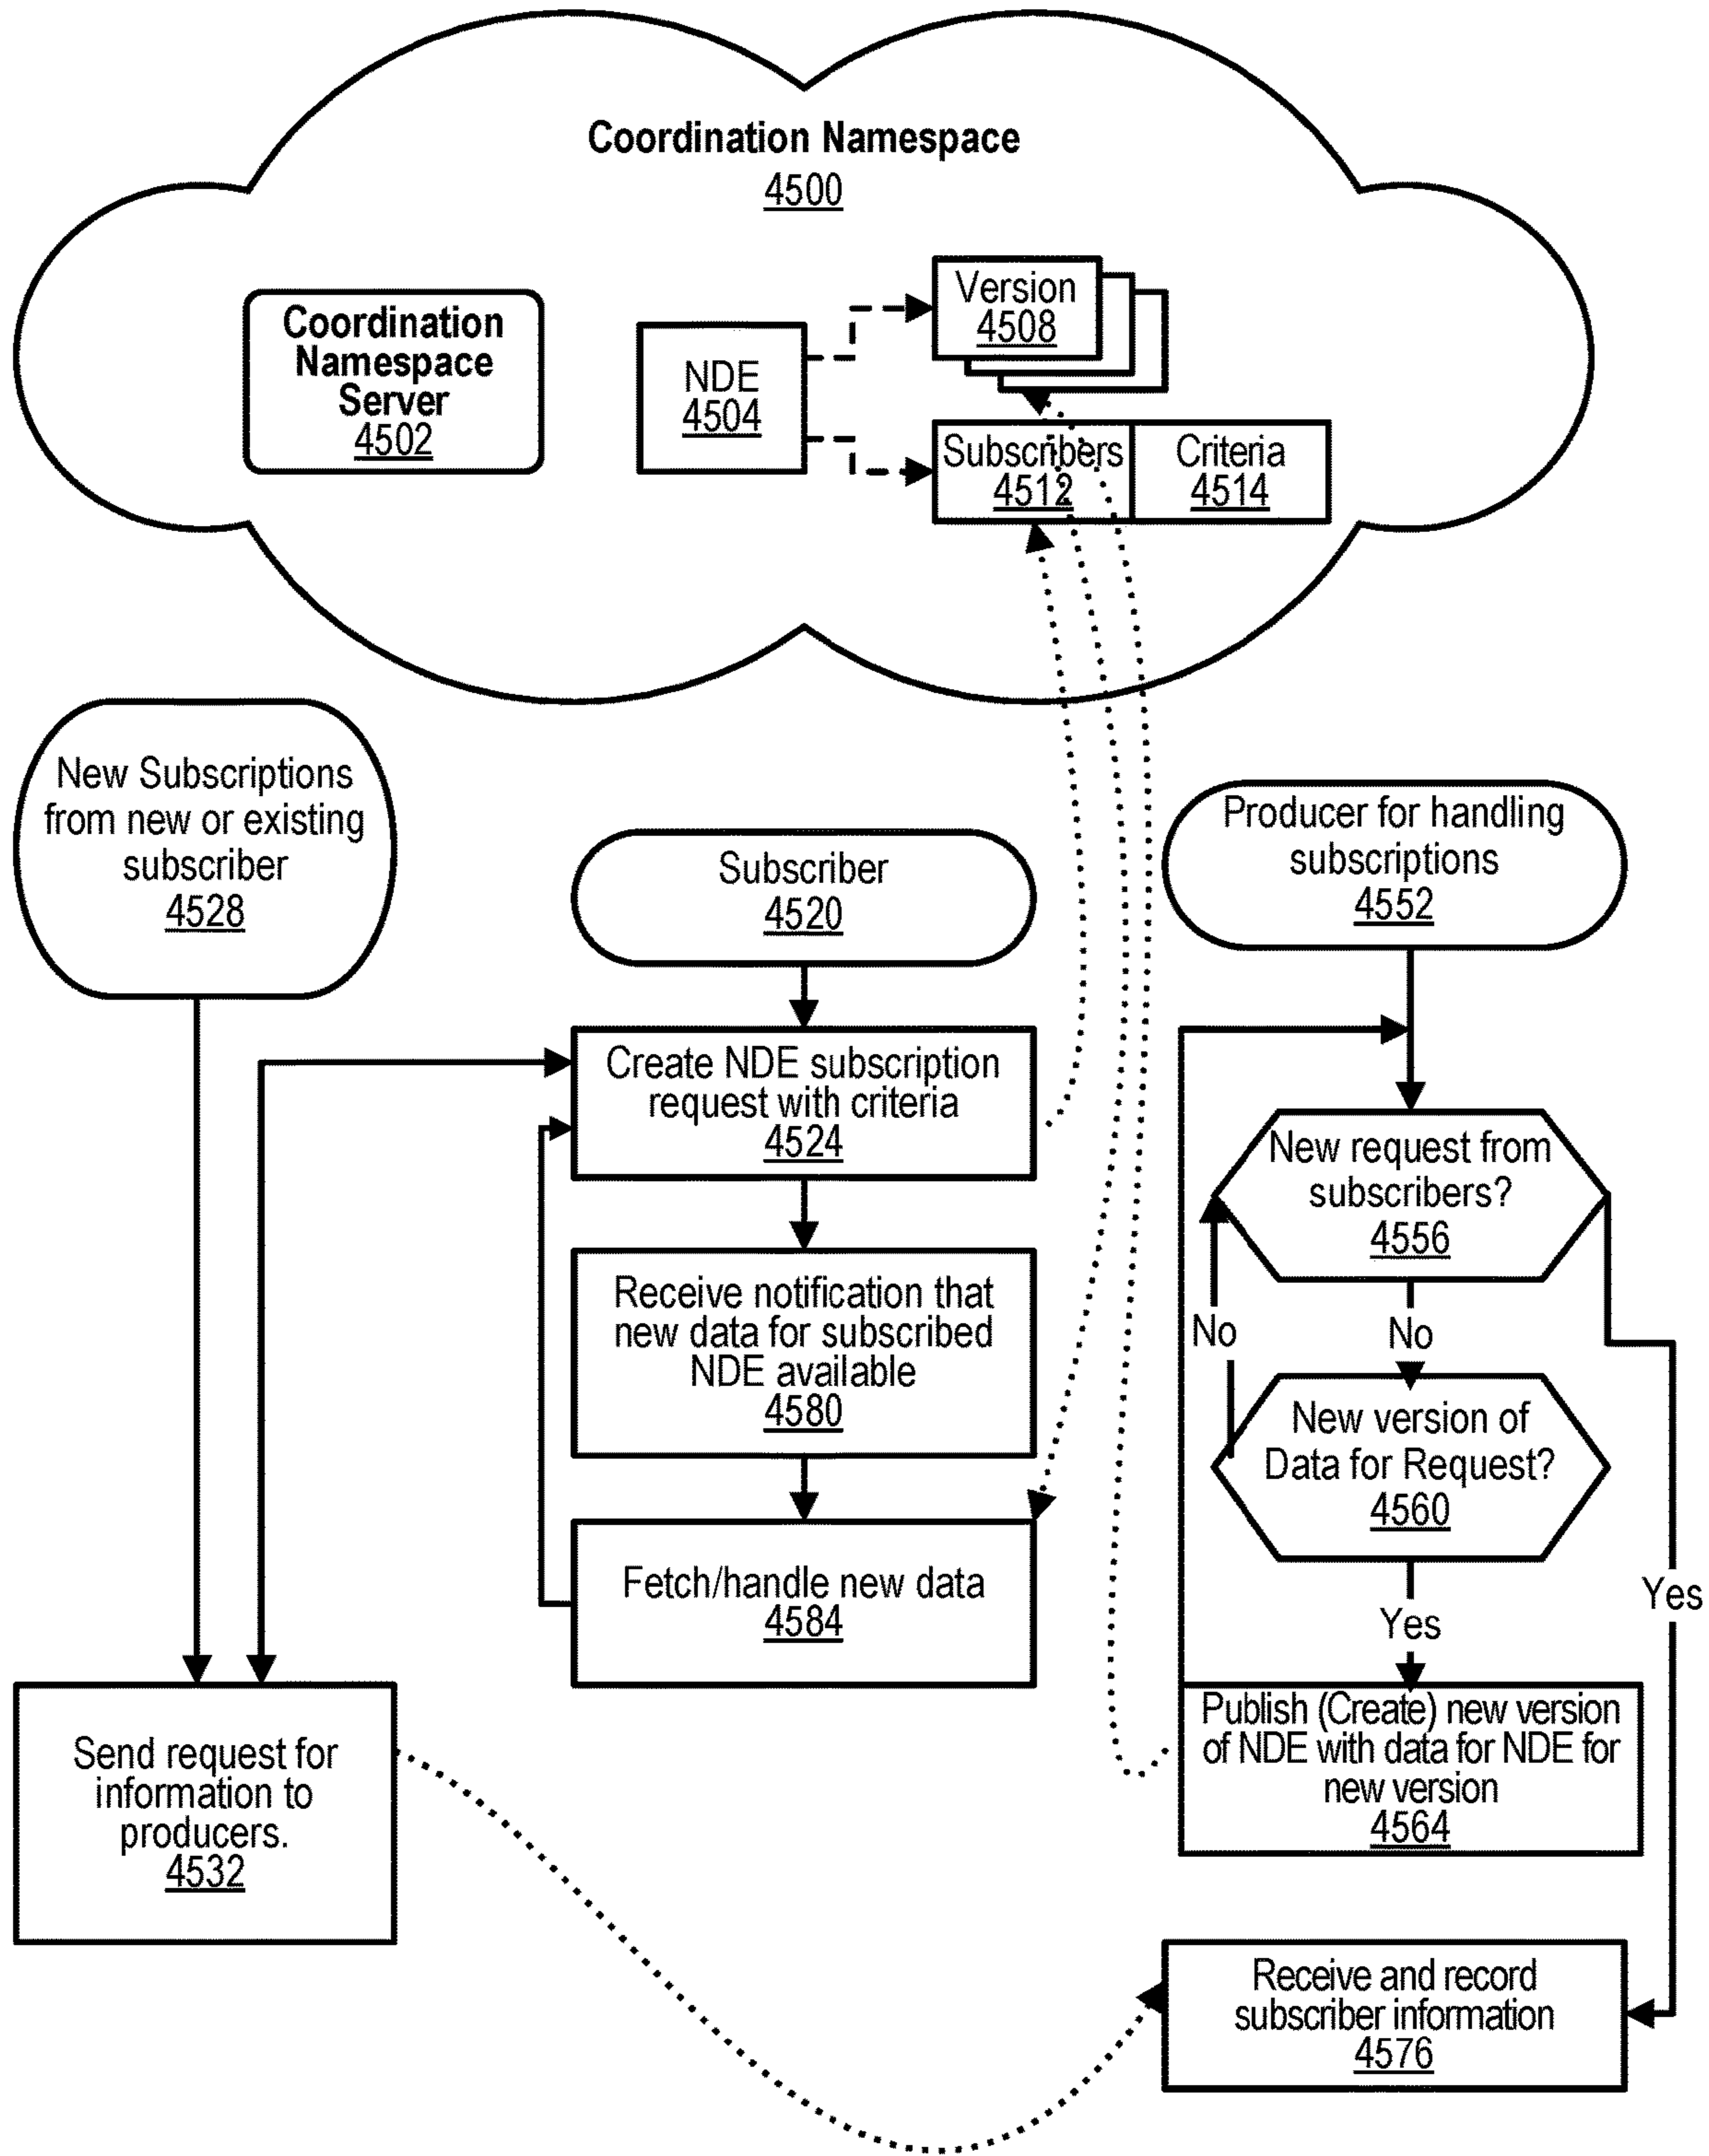 Coordination Namespace
4500
Coordination
Namespace
Server
4502
NDE
4504
Version
4508
Subscribers
4512
Criteria
4514
New Subscriptions
from new or existing
subscriber
4528
Subscriber
4520
Producer for handling
subscriptions
4552
Create NDE subscription
request with criteria
4524
New request from
subscribers?
4556
Receive notification that
new data for subscribed
NDE available
4580
No
No
New version of
Data for Request?
4560
Fetch/handle new data
4584
Yes
Yes
Send request for
information to
producers.
4532
Publish (Create) new version
of NDE with data for NDE for
new version
4564
Receive and record
subscriber information
4576